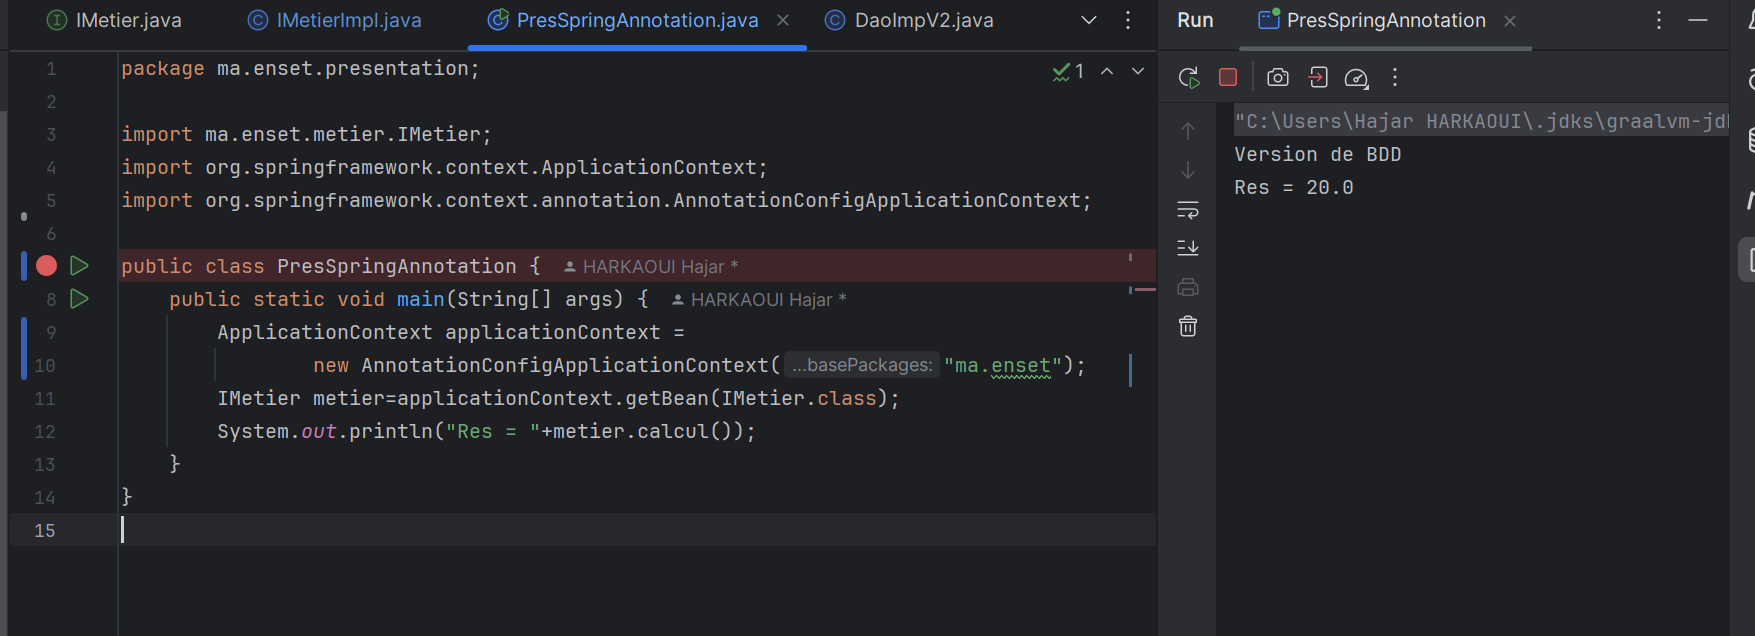 IMetier.java IMetierImpl.java PresSpringAnnotation.java DaoImpV2.java
1 package ma.enset.presentation;
1
2
3 import ma.enset.metier.IMetier;
4 import org.springframework.context.ApplicationContext;
5 import org.springframework.context.annotation.AnnotationConfigApplicationContext;
6
public class PresSpringAnnotation { HARKAOUI Hajar *
8 public static void main(String[] args) { HARKAOUI Hajar *
9 ApplicationContext applicationContext =
10 new AnnotationConfigApplicationContext( ...basePackages: "ma.enset");
11 IMetier metier=applicationContext.getBean(IMetier.class);
12 System.out.println("Res = "+metier.calcul());
13 }
14 }
15
Run PresSpringAnnotation
"C:\Users\Hajar HARKAOUI\.jdks\graalvm-jd
Version de BDD
Res = 20.0